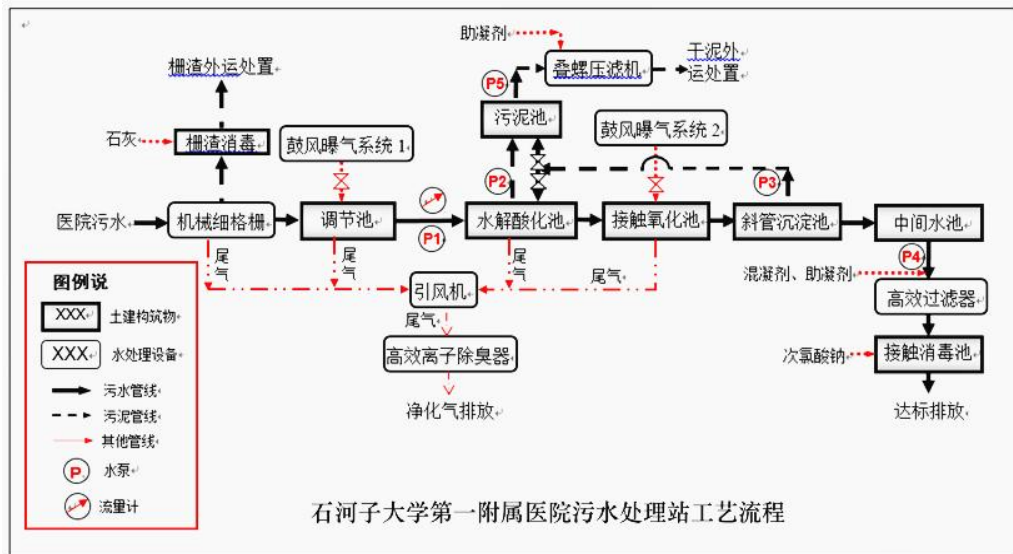 助凝剂
栅渣外运处置
叠螺压滤机
干泥外
运处置
P5
污泥池
石灰
栅渣消毒
鼓风曝气系统1
鼓风曝气系统2
P2
P3
医院污水
机械细格栅
调节池
P1
水解酸化池
接触氧化池
斜管沉淀池
中间水池
尾气
尾气
尾气
尾气
P4
混凝剂、助凝剂
引风机
高效过滤器
尾气
高效离子除臭器
次氯酸钠
接触消毒池
净化气排放
达标排放
图例说
XXX 土建构筑物
XXX 水处理设备
污水管线
污泥管线
其他管线
P 水泵
流量计
石河子大学第一附属医院污水处理站工艺流程